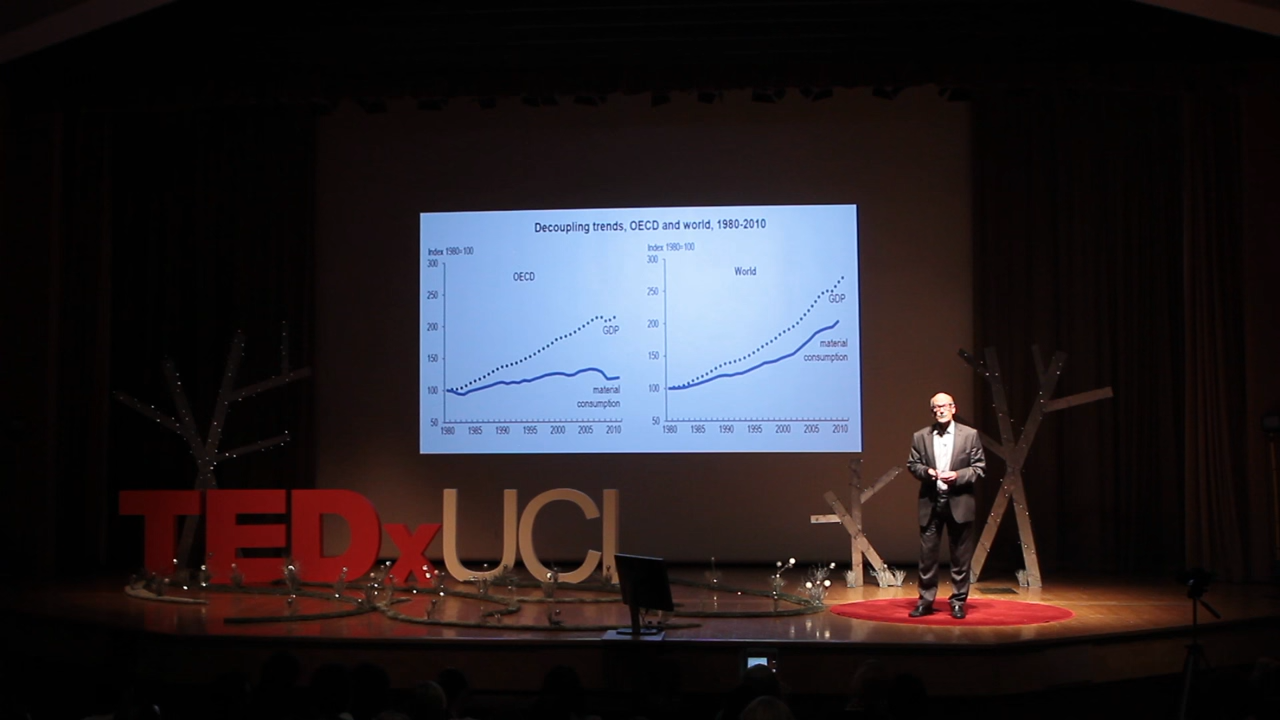 Decoupling trends, OECD and world, 1980-2010
Index 1980=100
300
250
200
150
100
50
OECD
GDP
material
consumption
1980 1985 1990 1995 2000 2005 2010
Index 1980=100
300
250
200
150
100
50
World
GDP
material
consumption
1980 1985 1990 1995 2000 2005 2010
TEDxUCI